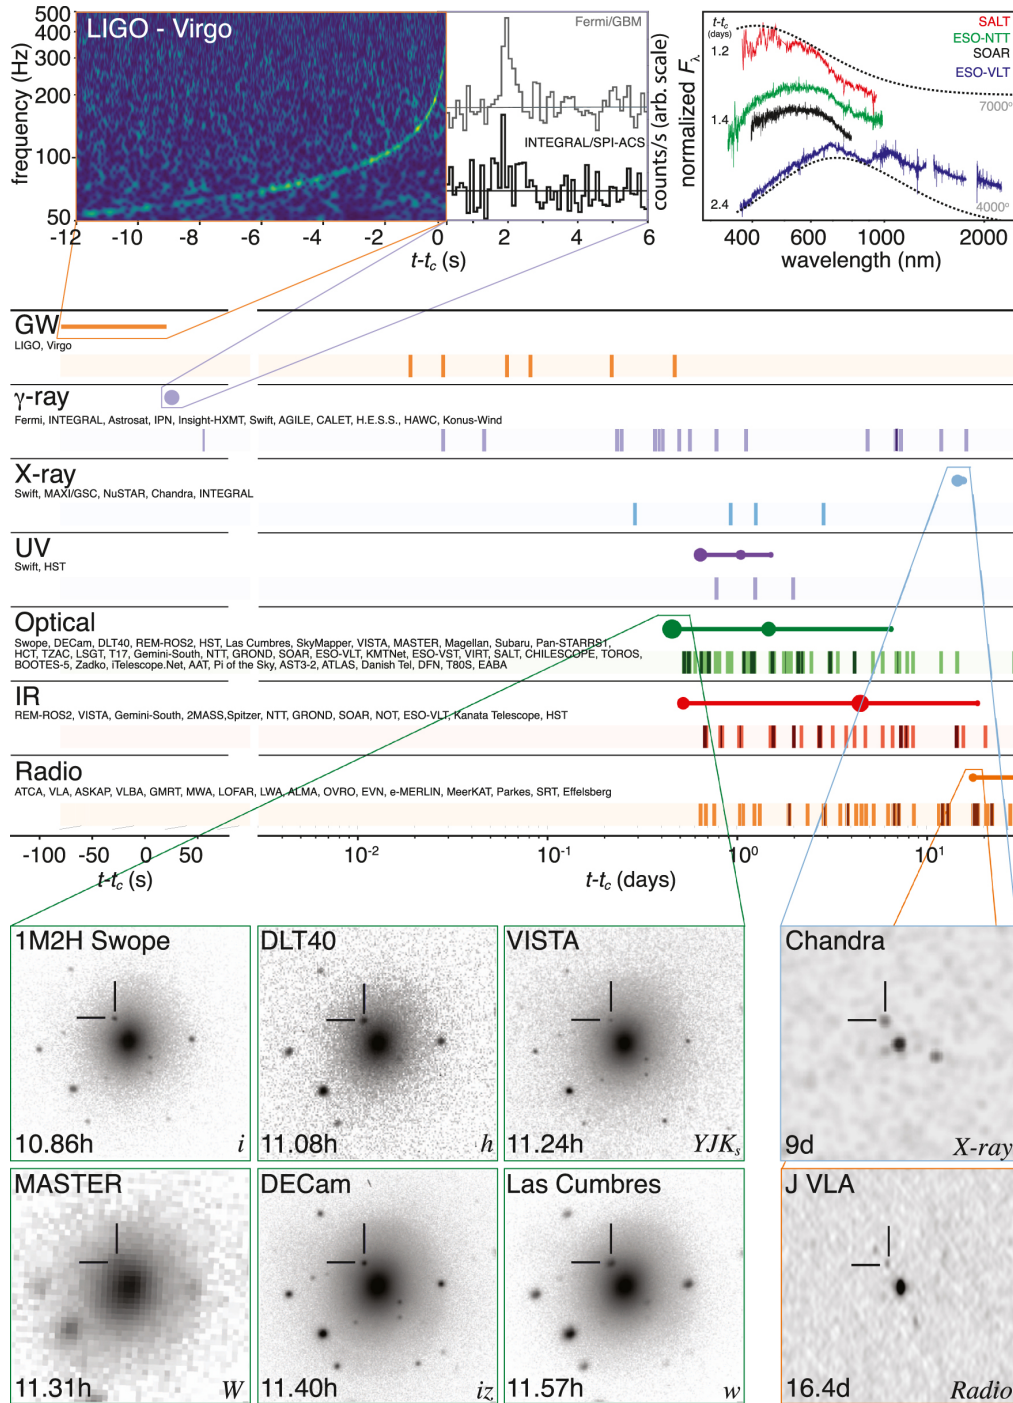 LIGO - Virgo
frequency (Hz)
500
400
300
200
100
50
-12 -10 -8 -6 -4 -2 0 2 4 6
t-tc (s)
Fermi/GBM
INTEGRAL/SPI-ACS
counts/s (arb. scale)
normalized Fλ
t-tc
(days)
1.2
1.4
2.4
SALT
ESO-NTT
SOAR
ESO-VLT
7000°
4000°
400 600 1000 2000
wavelength (nm)
GW
LIGO, Virgo
γ-ray
Fermi, INTEGRAL, Astrosat, IPN, Insight-HXMT, Swift, AGILE, CALET, H.E.S.S., HAWC, Konus-Wind
X-ray
Swift, MAXI/GSC, NuSTAR, Chandra, INTEGRAL
UV
Swift, HST
Optical
Swope, DECam, DLT40, REM-ROS2, HST, Las Cumbres, SkyMapper, VISTA, MASTER, Magellan, Subaru, Pan-STARRS1,
HCT, TZAC, LSGT, T17, Gemini-South, NTT, GROND, SOAR, ESO-VLT, KMTNet, ESO-VST, VIRT, SALT, CHILESCOPE, TOROS,
BOOTES-5, Zadko, iTelescope.Net, AAT, Pi of the Sky, AST3-2, ATLAS, Danish Tel, DFN, T80S, EABA
IR
REM-ROS2, VISTA, Gemini-South, 2MASS,Spitzer, NTT, GROND, SOAR, NOT, ESO-VLT, Kanata Telescope, HST
Radio
ATCA, VLA, ASKAP, VLBA, GMRT, MWA, LOFAR, LWA, ALMA, OVRO, EVN, e-MERLIN, MeerKAT, Parkes, SRT, Effelsberg
-100 -50 0 50 10⁻² 10⁻¹ 10⁰ 10¹
t-tc (s) t-tc (days)
1M2H Swope
10.86h i
DLT40
11.08h h
VISTA
11.24h YJKs
Chandra
9d X-ray
MASTER
11.31h W
DECam
11.40h iz
Las Cumbres
11.57h w
J VLA
16.4d Radio